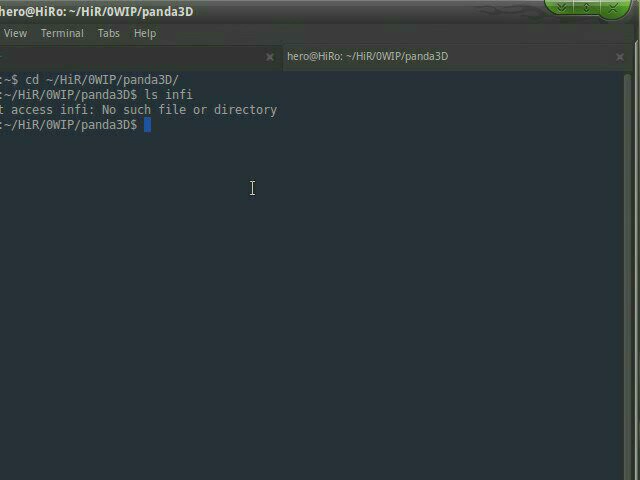 hero@HiRo: ~/HiR/0WIP/panda3D
View Terminal Tabs Help
hero@HiRo: ~/HiR/0WIP/panda3D
:~$ cd ~/HiR/0WIP/panda3D/
:~/HiR/0WIP/panda3D$ ls infi
t access infi: No such file or directory
:~/HiR/0WIP/panda3D$